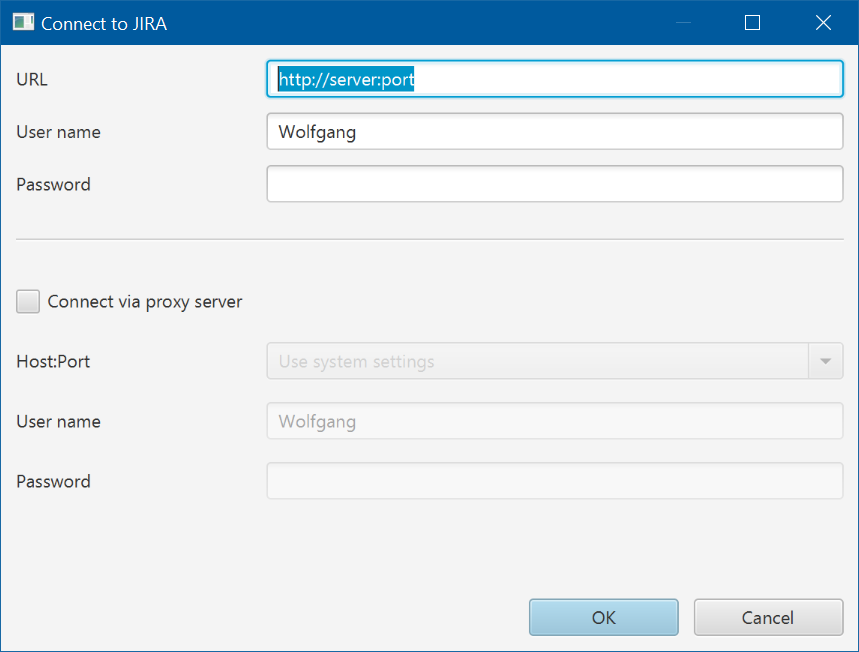 Connect to JIRA
URL http://server:port
User name Wolfgang
Password
Connect via proxy server
Host:Port Use system settings
User name Wolfgang
Password
OK Cancel